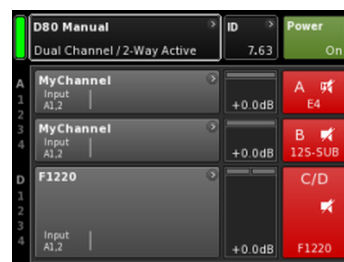 D80 Manual
Dual Channel / 2-Way Active
ID
7.63
Power
On
A
1
2
3
4
MyChannel
Input
A1,2
+0.0dB
A
E4
MyChannel
Input
A1,2
+0.0dB
B
12S-SUB
D
1
2
3
4
F1220
Input
A1,2
+0.0dB
C/D
F1220